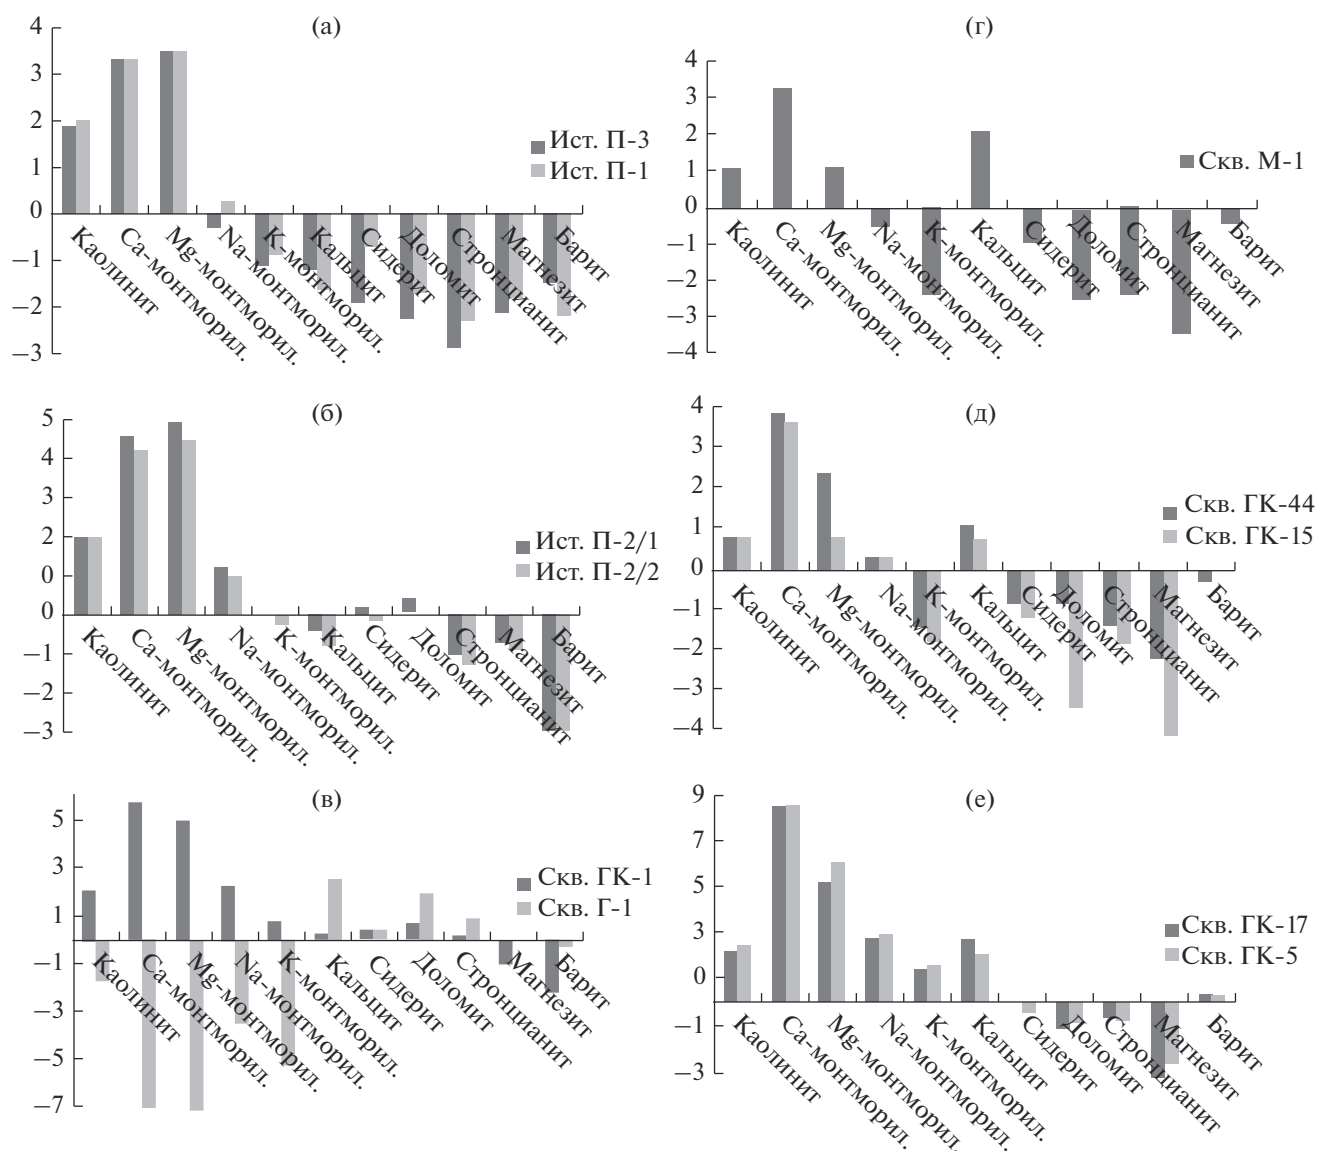 (а)
4
3
2
1
0
−1
−2
−3
Ист. П-3
Ист. П-1
Каолинит
Са-монтморил.
Mg-монтморил.
Na-монтморил.
К-монтморил.
Кальцит
Сидерит
Доломит
Стронцианит
Магнезит
Барит
(г)
4
3
2
1
0
−1
−2
−3
−4
Скв. М-1
Каолинит
Са-монтморил.
Mg-монтморил.
Na-монтморил.
К-монтморил.
Кальцит
Сидерит
Доломит
Стронцианит
Магнезит
Барит
(б)
5
4
3
2
0
0
−1
−2
−3
Ист. П-2/1
Ист. П-2/2
Каолинит
Са-монтморил.
Mg-монтморил.
Na-монтморил.
К-монтморил.
Кальцит
Сидерит
Доломит
Стронцианит
Магнезит
Барит
(д)
4
3
2
1
0
−1
−2
−3
−4
Скв. ГК-44
Скв. ГК-15
Каолинит
Са-монтморил.
Mg-монтморил.
Na-монтморил.
К-монтморил.
Кальцит
Сидерит
Доломит
Стронцианит
Магнезит
Барит
(в)
5
3
1
−1
−3
−5
−7
Скв. ГК-1
Скв. Г-1
Каолинит
Са-монтморил.
Mg-монтморил.
Na-монтморил.
К-монтморил.
Кальцит
Сидерит
Доломит
Стронцианит
Магнезит
Барит
(е)
9
7
5
3
2
0
−1
−3
Скв. ГК-17
Скв. ГК-5
Каолинит
Са-монтморил.
Mg-монтморил.
Na-монтморил.
К-монтморил.
Кальцит
Сидерит
Доломит
Стронцианит
Магнезит
Барит